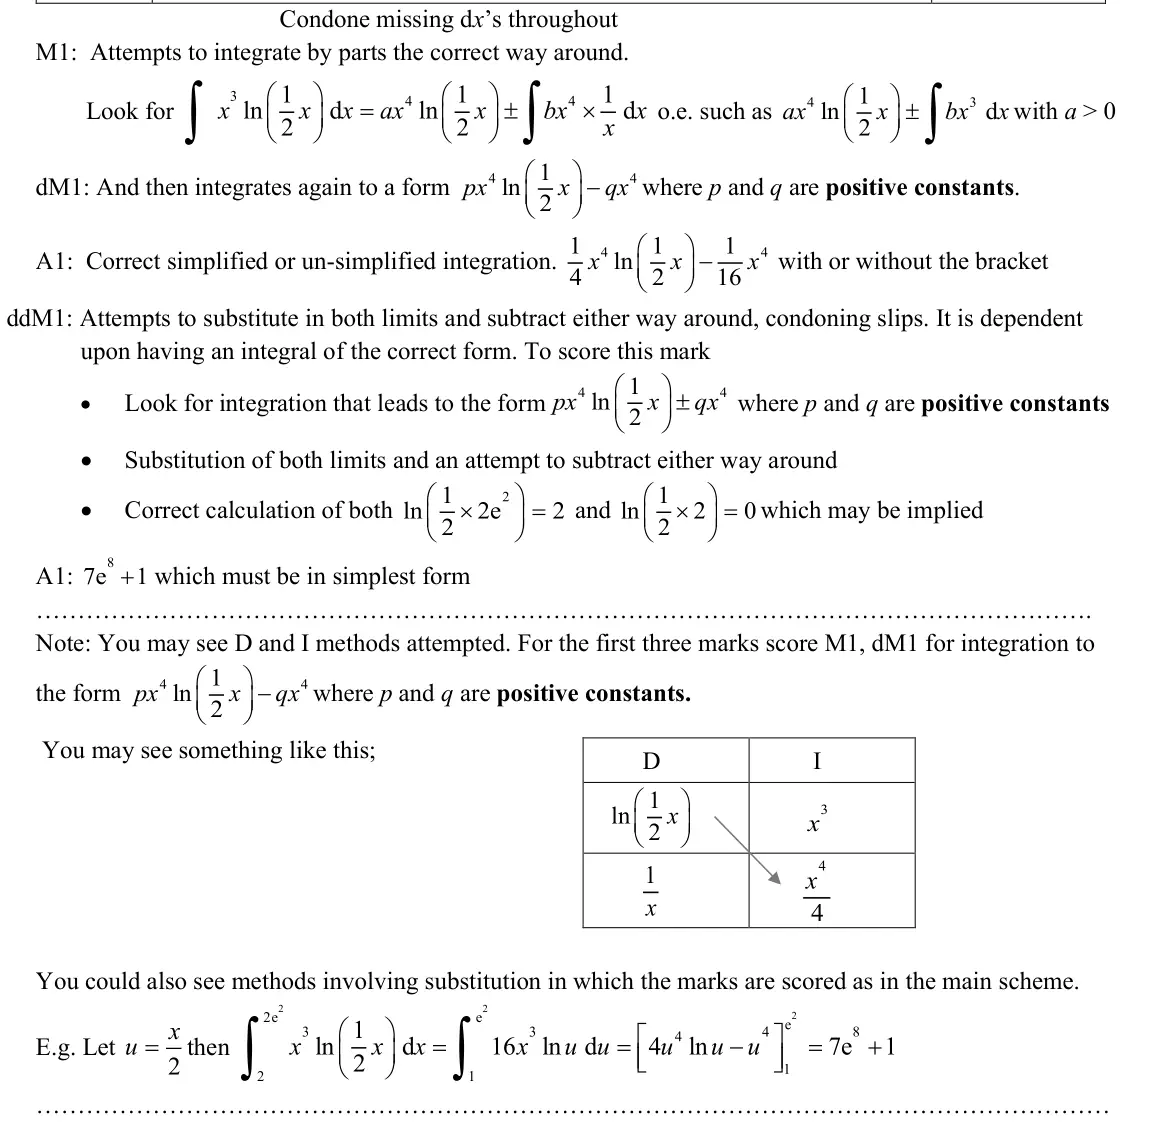 Condone missing dx's throughout
M1: Attempts to integrate by parts the correct way around.
Look for ∫ x³ ln(1/2 x) dx = ax⁴ ln(1/2 x) ± ∫ bx⁴ × 1/x dx o.e. such as ax⁴ ln(1/2 x) ± ∫ bx³ dx with a > 0
dM1: And then integrates again to a form px⁴ ln(1/2 x) − qx⁴ where p and q are positive constants.
A1: Correct simplified or un-simplified integration. 1/4 x⁴ ln(1/2 x) − 1/16 x⁴ with or without the bracket
ddM1: Attempts to substitute in both limits and subtract either way around, condoning slips. It is dependent
upon having an integral of the correct form. To score this mark
• Look for integration that leads to the form px⁴ ln(1/2 x) ± qx⁴ where p and q are positive constants
• Substitution of both limits and an attempt to subtract either way around
• Correct calculation of both ln(1/2 × 2e²) = 2 and ln(1/2 × 2) = 0 which may be implied
A1: 7e⁸ + 1 which must be in simplest form
……………………………………………………………………………………………………………
Note: You may see D and I methods attempted. For the first three marks score M1, dM1 for integration to
the form px⁴ ln(1/2 x) − qx⁴ where p and q are positive constants.
You may see something like this;
D I
ln(1/2 x) x³
1/x x⁴/4
You could also see methods involving substitution in which the marks are scored as in the main scheme.
E.g. Let u = x/2 then ∫₂^(2e²) x³ ln(1/2 x) dx = ∫₁^(e²) 16x³ ln u du = [4u⁴ ln u − u⁴]₁^(e²) = 7e⁸ + 1
……………………………………………………………………………………………………………